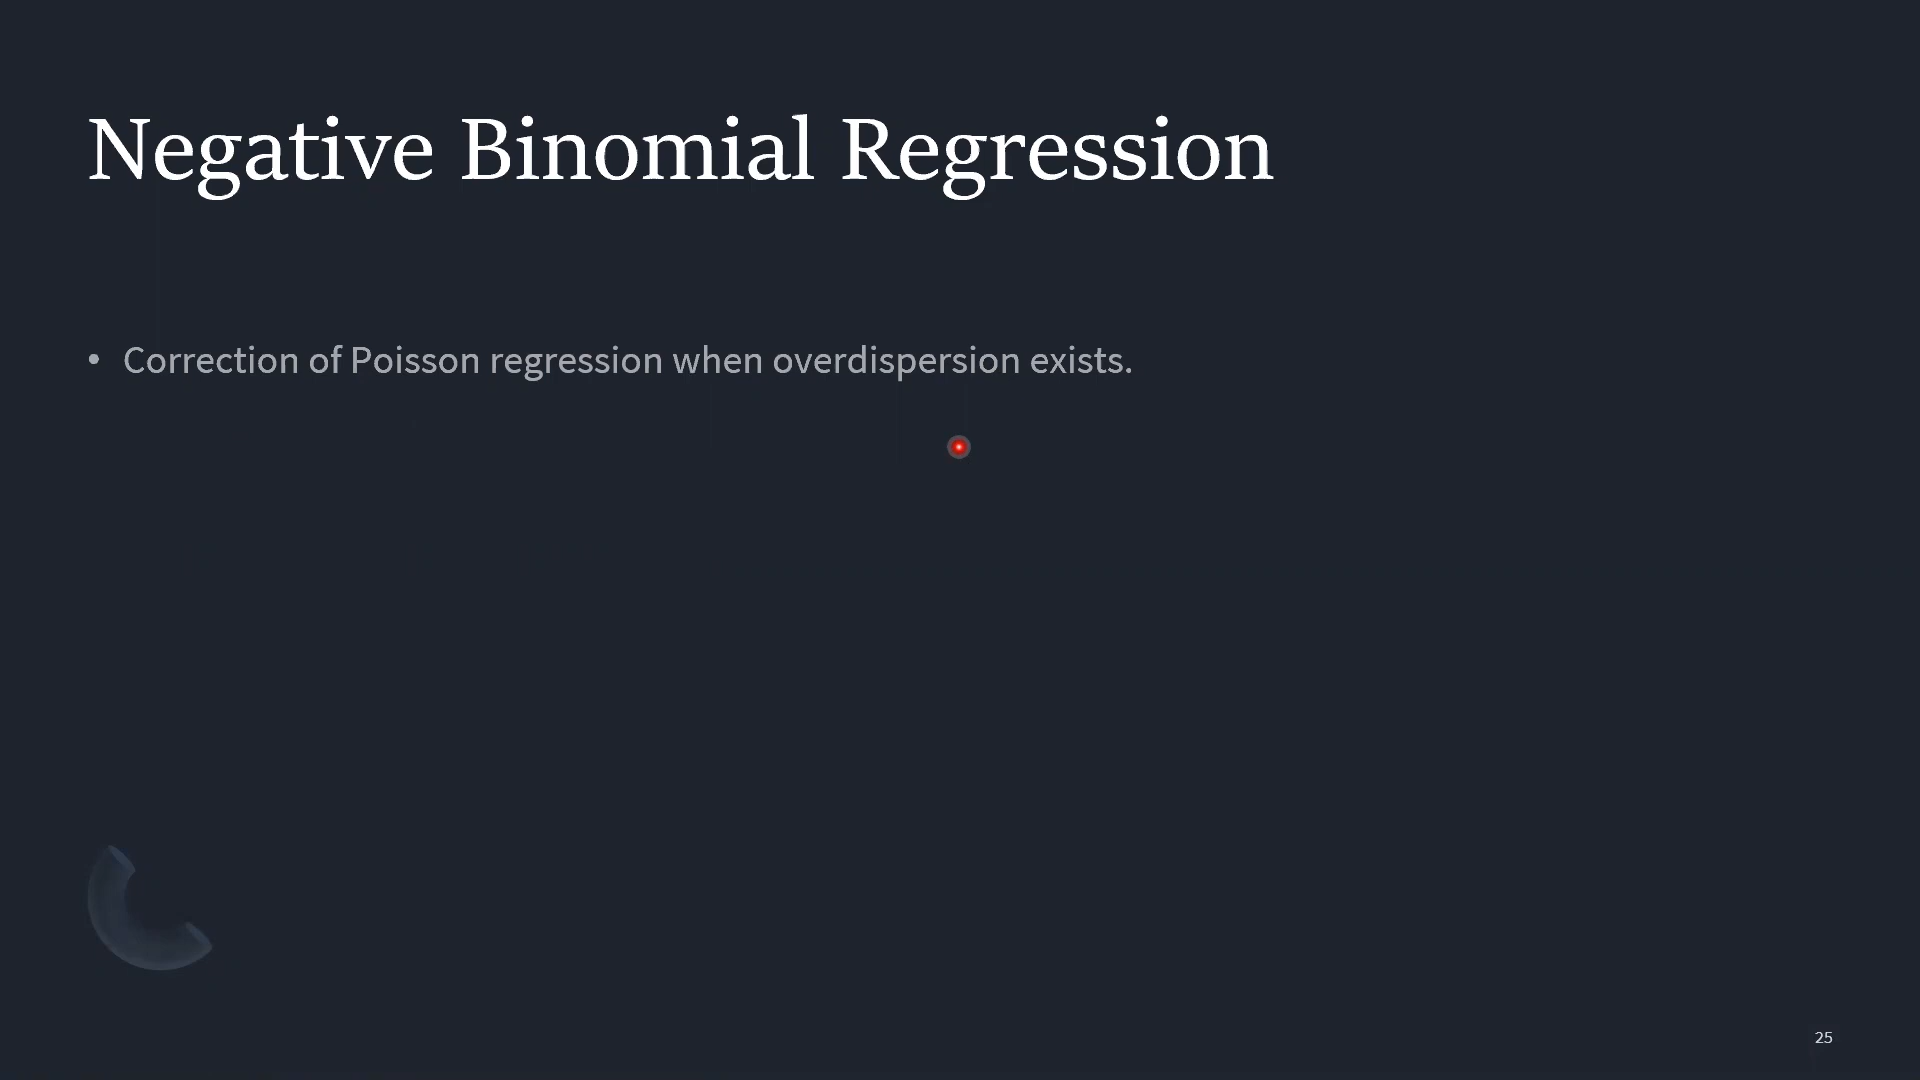 Negative Binomial Regression
• Correction of Poisson regression when overdispersion exists.
25